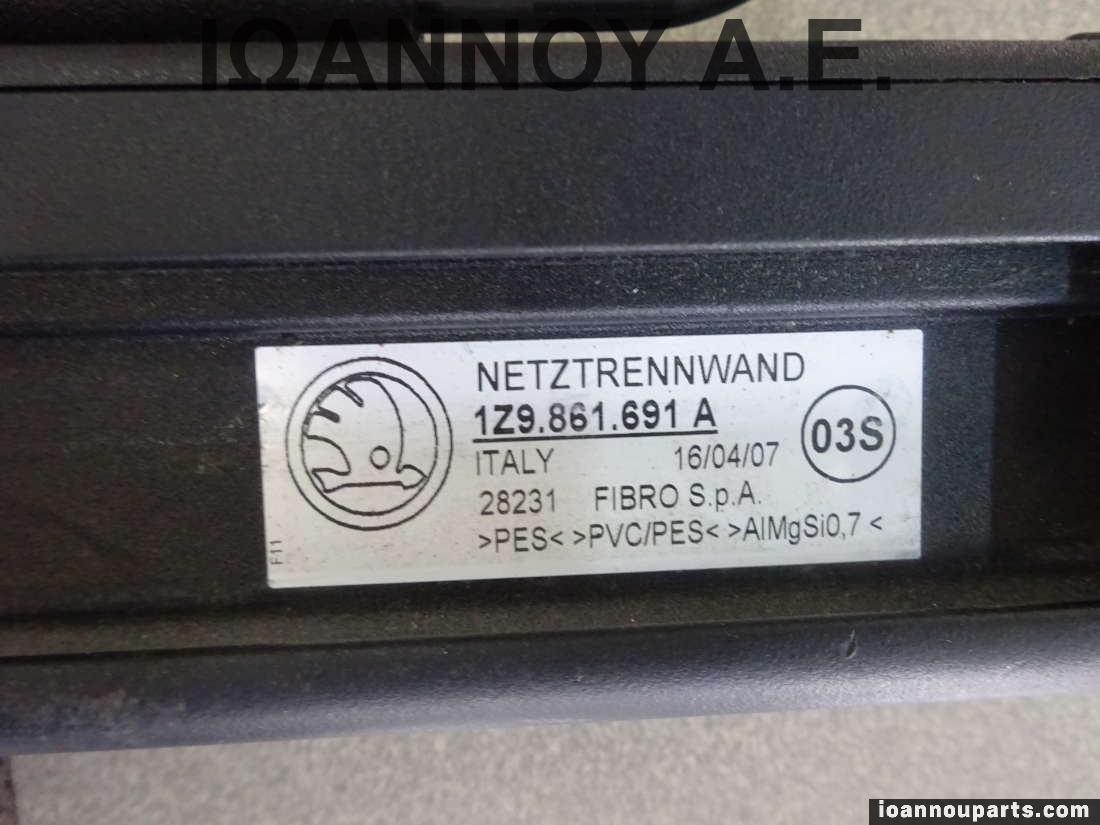 ΙΩΑΝΝΟΥ Α.Ε.
NETZTRENNWAND
1Z9.861.691 A
03S
ITALY 16/04/07
28231 FIBRO S.p.A.
>PES< >PVC/PES< >AlMgSi0,7 <
F11
ioannouparts.com